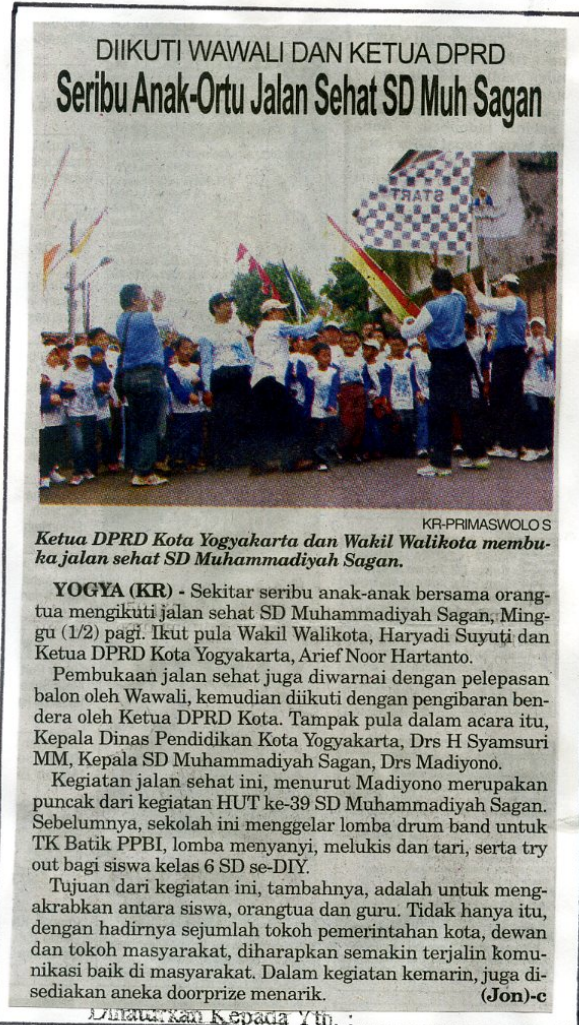 DIIKUTI WAWALI DAN KETUA DPRD
Seribu Anak-Ortu Jalan Sehat SD Muh Sagan
START
KR-PRIMASWOLO S
Ketua DPRD Kota Yogyakarta dan Wakil Walikota membu-
ka jalan sehat SD Muhammadiyah Sagan.
YOGYA (KR) - Sekitar seribu anak-anak bersama orang-
tua mengikuti jalan sehat SD Muhammadiyah Sagan, Ming-
gu (1/2) pagi. Ikut pula Wakil Walikota, Haryadi Suyuti dan
Ketua DPRD Kota Yogyakarta, Arief Noor Hartanto.
Pembukaan jalan sehat juga diwarnai dengan pelepasan
balon oleh Wawali, kemudian diikuti dengan pengibaran ben-
dera oleh Ketua DPRD Kota. Tampak pula dalam acara itu,
Kepala Dinas Pendidikan Kota Yogyakarta, Drs H Syamsuri
MM, Kepala SD Muhammadiyah Sagan, Drs Madiyono.
Kegiatan jalan sehat ini, menurut Madiyono merupakan
puncak dari kegiatan HUT ke-39 SD Muhammadiyah Sagan.
Sebelumnya, sekolah ini menggelar lomba drum band untuk
TK Batik PPBI, lomba menyanyi, melukis dan tari, serta try
out bagi siswa kelas 6 SD se-DIY.
Tujuan dari kegiatan ini, tambahnya, adalah untuk meng-
akrabkan antara siswa, orangtua dan guru. Tidak hanya itu,
dengan hadirnya sejumlah tokoh pemerintahan kota, dewan
dan tokoh masyarakat, diharapkan semakin terjalin komu-
nikasi baik di masyarakat. Dalam kegiatan kemarin, juga di-
sediakan aneka doorprize menarik. (Jon)-c
Dihaturkan Kepada Yth. :